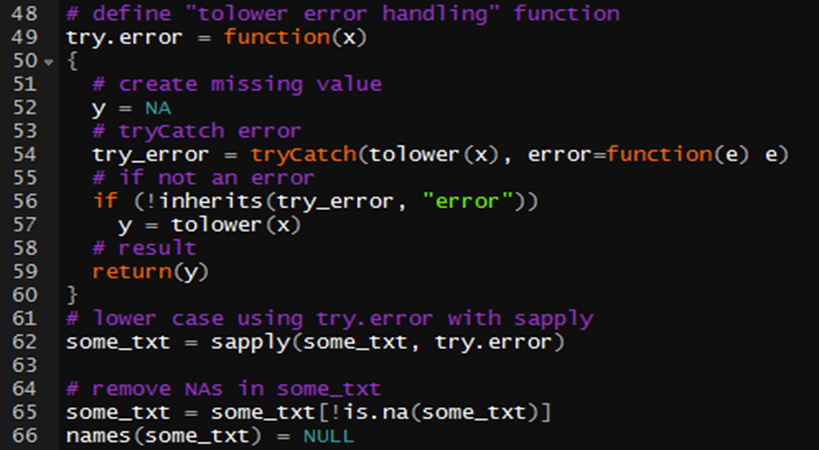 48 # define "tolower error handling" function
49 try.error = function(x)
50 {
51   # create missing value
52   y = NA
53   # tryCatch error
54   try_error = tryCatch(tolower(x), error=function(e) e)
55   # if not an error
56   if (!inherits(try_error, "error"))
57     y = tolower(x)
58   # result
59   return(y)
60 }
61 # lower case using try.error with sapply
62 some_txt = sapply(some_txt, try.error)
63
64 # remove NAs in some_txt
65 some_txt = some_txt[!is.na(some_txt)]
66 names(some_txt) = NULL